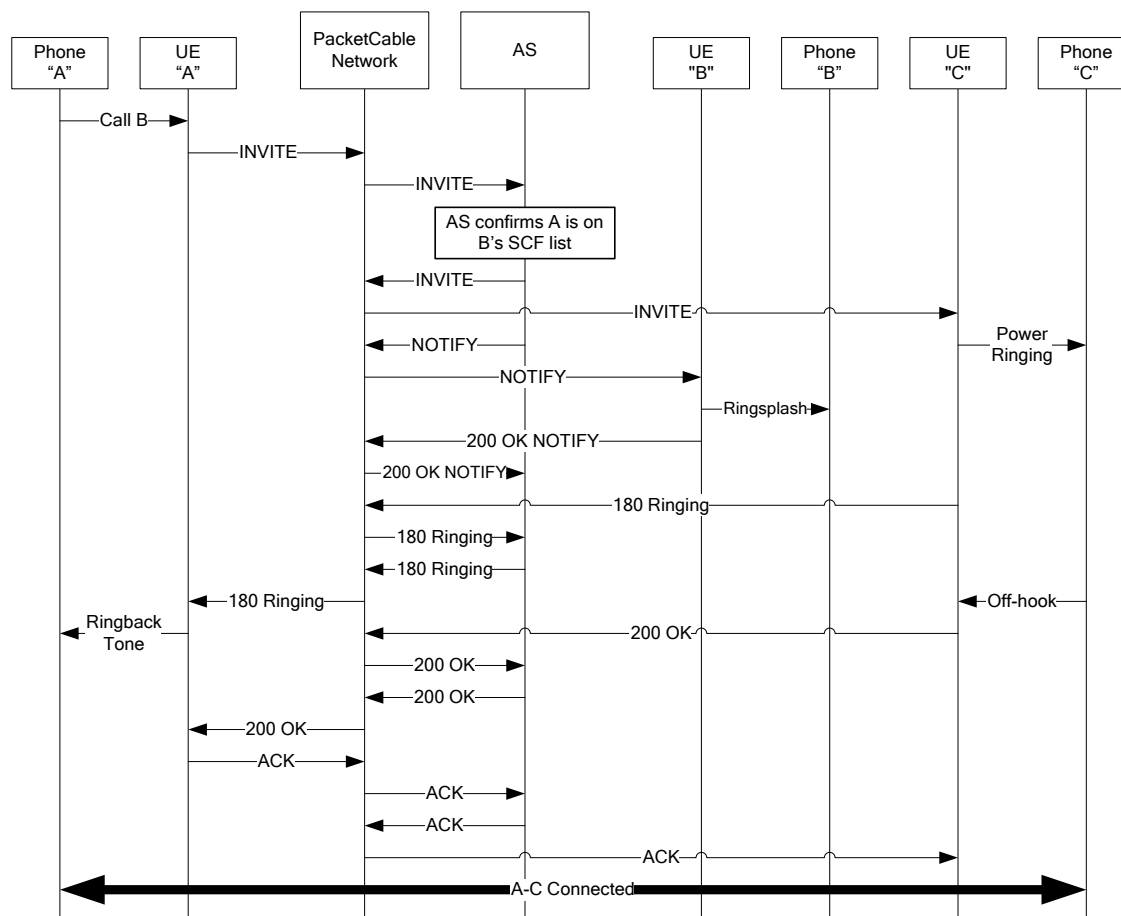 Phone
“A”
UE
“A”
PacketCable
Network
AS
UE
"B"
Phone
“B”
UE
"C"
Phone
“C”
Call B
INVITE
INVITE
AS confirms A is on
B’s SCF list
INVITE
INVITE
NOTIFY
Power
Ringing
NOTIFY
Ringsplash
200 OK NOTIFY
200 OK NOTIFY
180 Ringing
180 Ringing
180 Ringing
180 Ringing
Off-hook
Ringback
Tone
200 OK
200 OK
200 OK
200 OK
ACK
ACK
ACK
ACK
A-C Connected